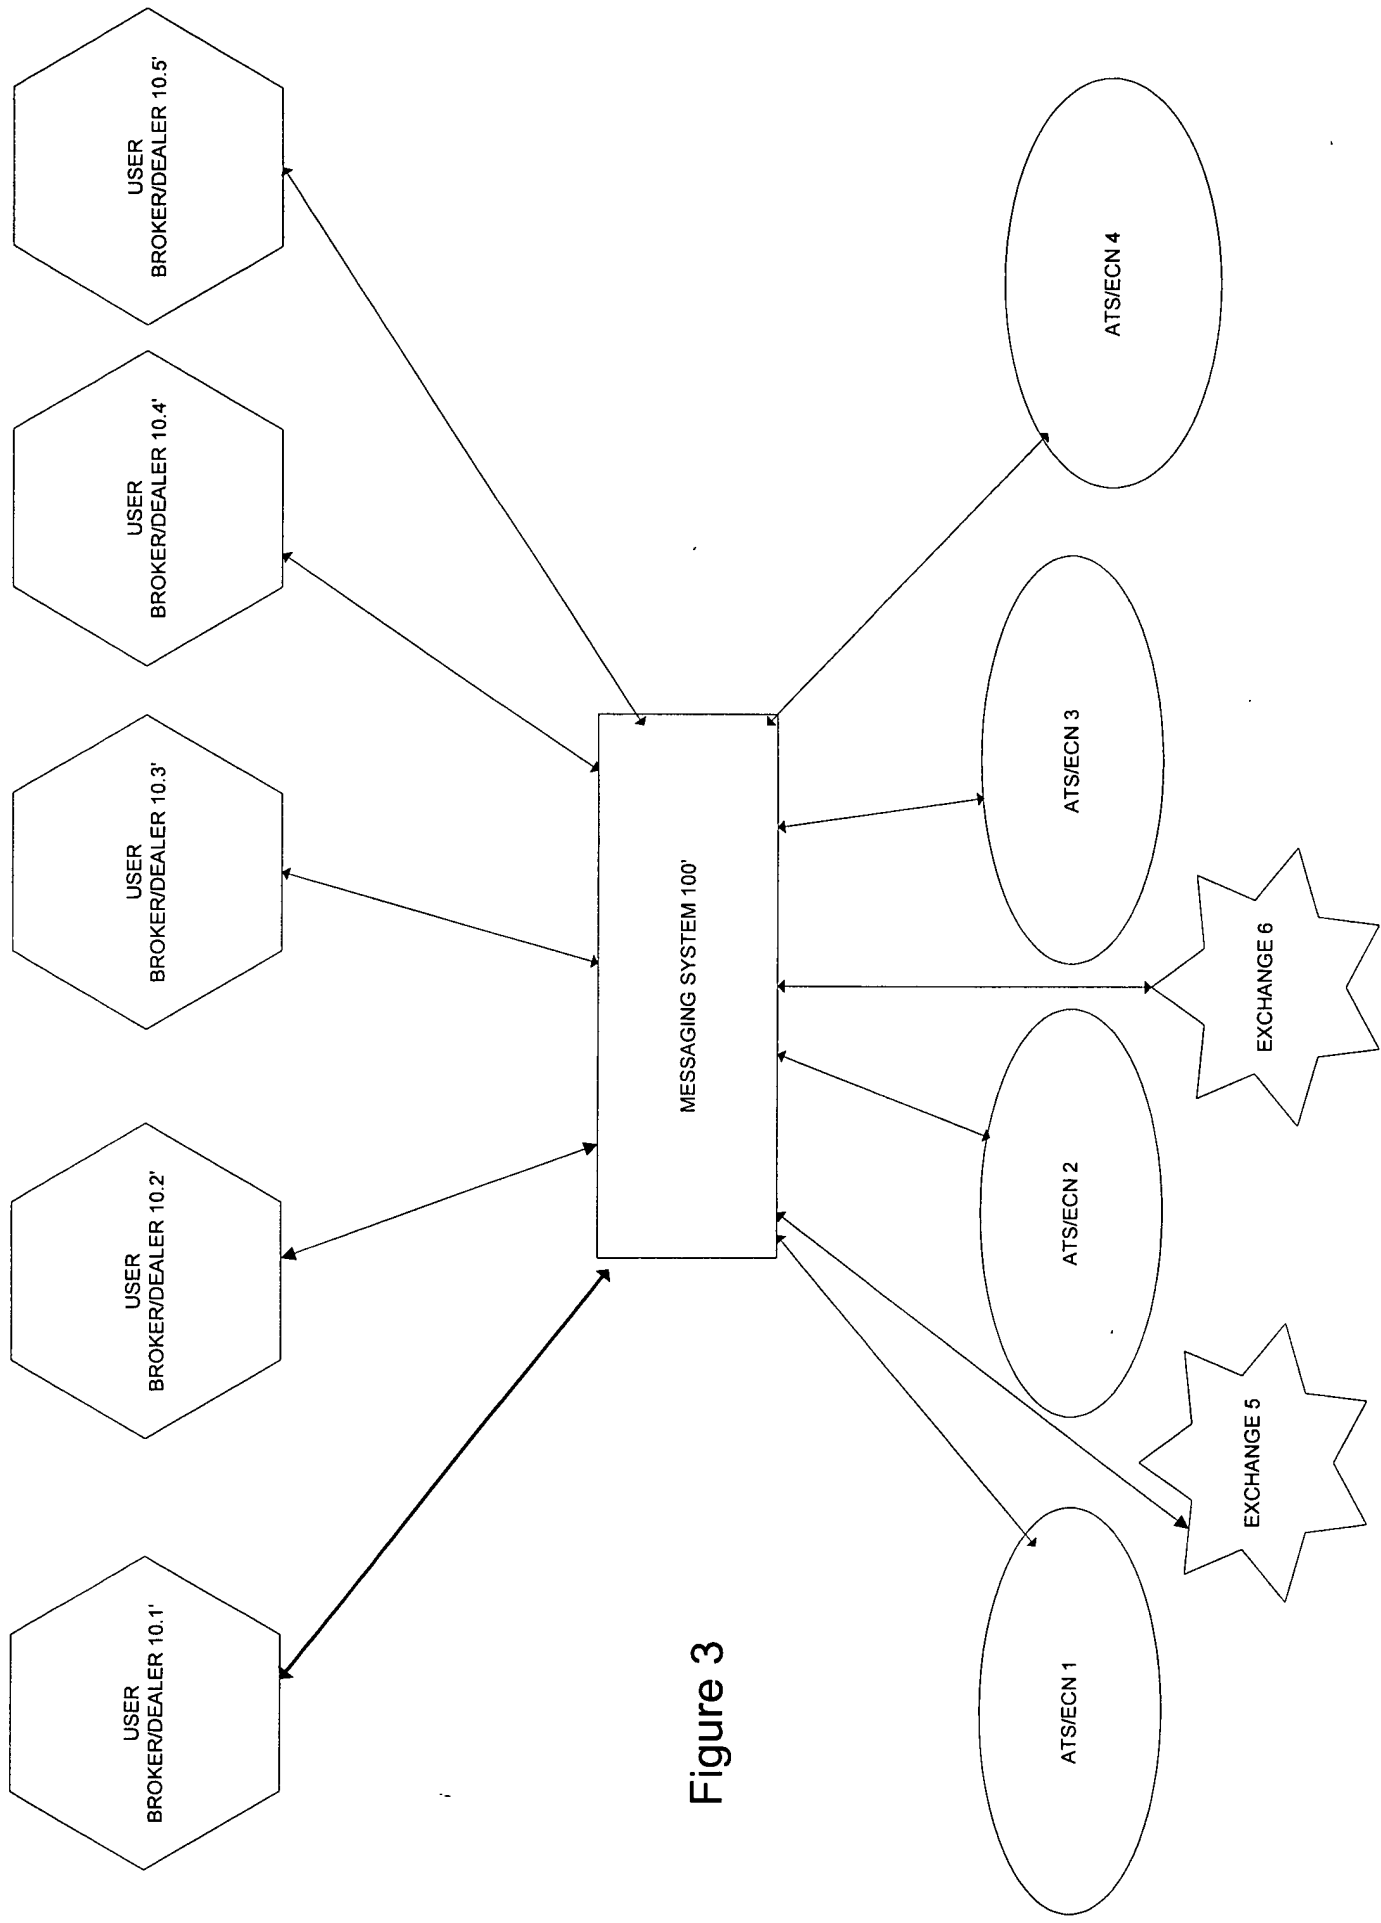 USER
BROKER/DEALER 10.1'
USER
BROKER/DEALER 10.2'
USER
BROKER/DEALER 10.3'
USER
BROKER/DEALER 10.4'
USER
BROKER/DEALER 10.5'
MESSAGING SYSTEM 100'
Figure 3
ATS/ECN 1
ATS/ECN 2
ATS/ECN 3
ATS/ECN 4
EXCHANGE 5
EXCHANGE 6